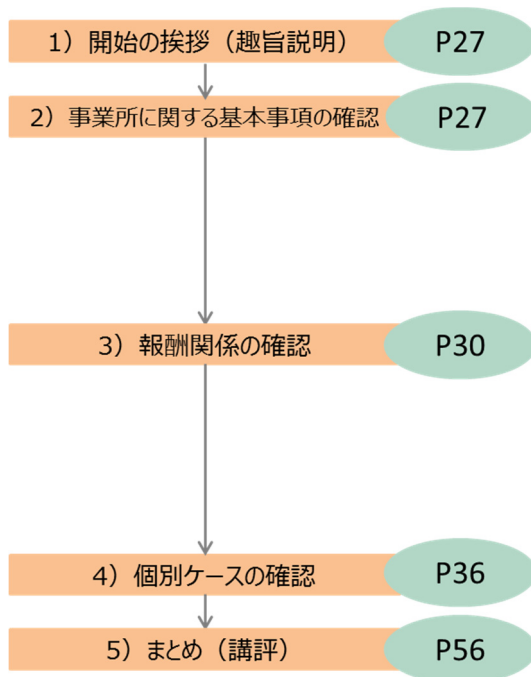 1）開始の挨拶（趣旨説明） P27
2）事業所に関する基本事項の確認 P27
3）報酬関係の確認 P30
4）個別ケースの確認 P36
5）まとめ（講評） P56